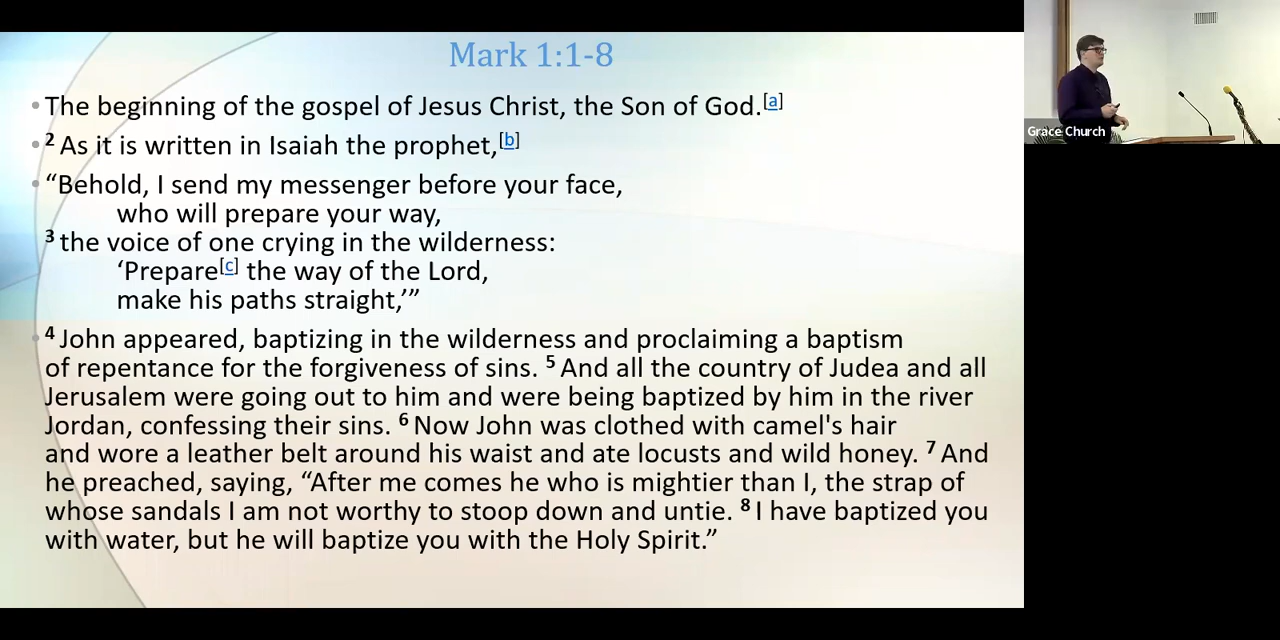 Mark 1:1-8
• The beginning of the gospel of Jesus Christ, the Son of God.[a]
• 2 As it is written in Isaiah the prophet,[b]
• “Behold, I send my messenger before your face,
who will prepare your way,
3 the voice of one crying in the wilderness:
‘Prepare[c] the way of the Lord,
make his paths straight,’”
• 4 John appeared, baptizing in the wilderness and proclaiming a baptism
of repentance for the forgiveness of sins. 5 And all the country of Judea and all
Jerusalem were going out to him and were being baptized by him in the river
Jordan, confessing their sins. 6 Now John was clothed with camel's hair
and wore a leather belt around his waist and ate locusts and wild honey. 7 And
he preached, saying, “After me comes he who is mightier than I, the strap of
whose sandals I am not worthy to stoop down and untie. 8 I have baptized you
with water, but he will baptize you with the Holy Spirit.”
Grace Church